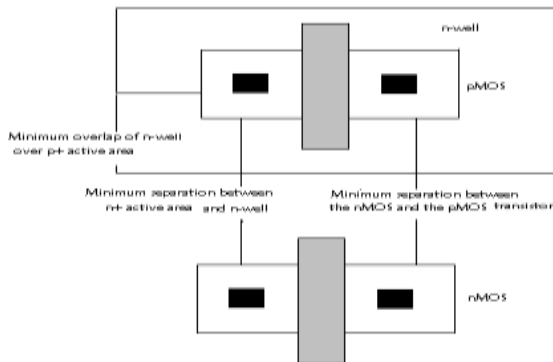 n-well
pMOS
Minimum overlap of n-well
over p+ active area
Minimum separation between
n+ active area and n-well
Minimum separation between
the nMOS and the pMOS transistor
nMOS